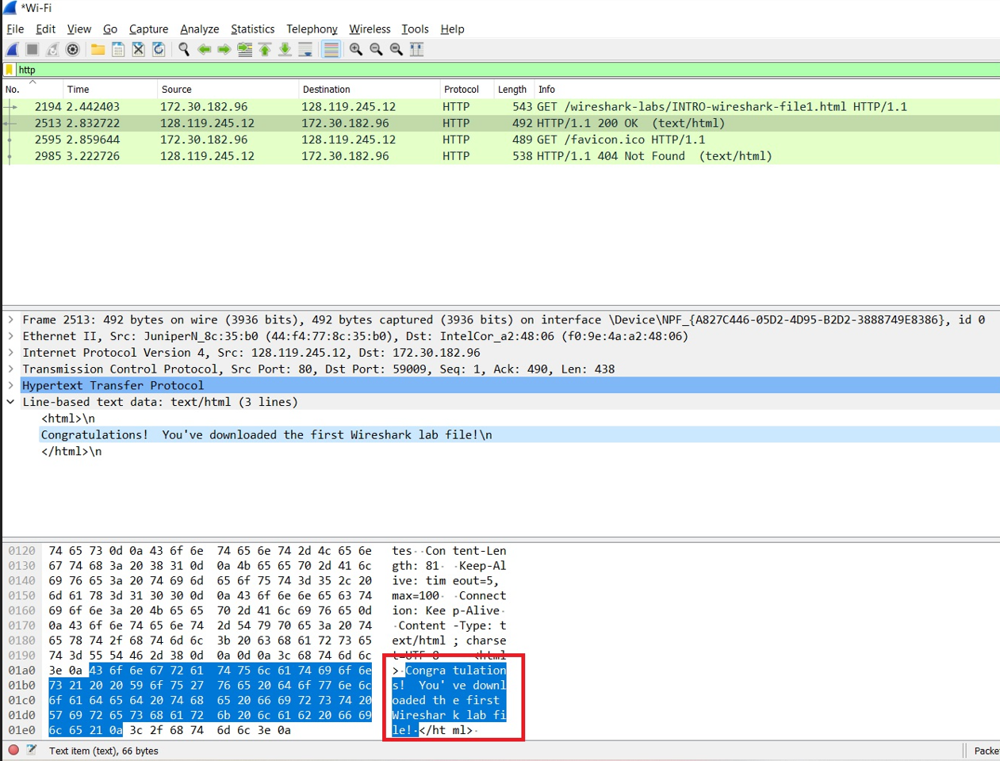 *Wi-Fi
File Edit View Go Capture Analyze Statistics Telephony Wireless Tools Help
http
No. Time Source Destination Protocol Length Info
2194 2.442403 172.30.182.96 128.119.245.12 HTTP 543 GET /wireshark-labs/INTRO-wireshark-file1.html HTTP/1.1
2513 2.832722 128.119.245.12 172.30.182.96 HTTP 492 HTTP/1.1 200 OK (text/html)
2595 2.859644 172.30.182.96 128.119.245.12 HTTP 489 GET /favicon.ico HTTP/1.1
2985 3.222726 128.119.245.12 172.30.182.96 HTTP 538 HTTP/1.1 404 Not Found (text/html)
Frame 2513: 492 bytes on wire (3936 bits), 492 bytes captured (3936 bits) on interface \Device\NPF_{A827C446-05D2-4D95-B2D2-3888749E8386}, id 0
Ethernet II, Src: JuniperN_8c:35:b0 (44:f4:77:8c:35:b0), Dst: IntelCor_a2:48:06 (f0:9e:4a:a2:48:06)
Internet Protocol Version 4, Src: 128.119.245.12, Dst: 172.30.182.96
Transmission Control Protocol, Src Port: 80, Dst Port: 59009, Seq: 1, Ack: 490, Len: 438
Hypertext Transfer Protocol
Line-based text data: text/html (3 lines)
<html>\n
Congratulations!  You've downloaded the first Wireshark lab file!\n
</html>\n
0120 74 65 73 0d 0a 43 6f 6e 74 65 6e 74 2d 4c 65 6e tes··Con tent-Len
0130 67 74 68 3a 20 38 31 0d 0a 4b 65 65 70 2d 41 6c gth: 81· ·Keep-Al
0140 69 76 65 3a 20 74 69 6d 65 6f 75 74 3d 35 2c 20 ive: tim eout=5,
0150 6d 61 78 3d 31 30 30 0d 0a 43 6f 6e 6e 65 63 74 max=100· ·Connect
0160 69 6f 6e 3a 20 4b 65 65 70 2d 41 6c 69 76 65 0d ion: Kee p-Alive·
0170 0a 43 6f 6e 74 65 6e 74 2d 54 79 70 65 3a 20 74 ·Content -Type: t
0180 65 78 74 2f 68 74 6d 6c 3b 20 63 68 61 72 73 65 ext/html ; charse
0190 74 3d 55 54 46 2d 38 0d 0a 0d 0a 3c 68 74 6d 6c t=UTF-8· ···<html
01a0 3e 0a 43 6f 6e 67 72 61 74 75 6c 61 74 69 6f 6e >·Congra tulation
01b0 73 21 20 20 59 6f 75 27 76 65 20 64 6f 77 6e 6c s!  You' ve downl
01c0 6f 61 64 65 64 20 74 68 65 20 66 69 72 73 74 20 oaded th e first
01d0 57 69 72 65 73 68 61 72 6b 20 6c 61 62 20 66 69 Wireshar k lab fi
01e0 6c 65 21 0a 3c 2f 68 74 6d 6c 3e 0a le!·</ht ml>·
Text item (text), 66 bytes Packe